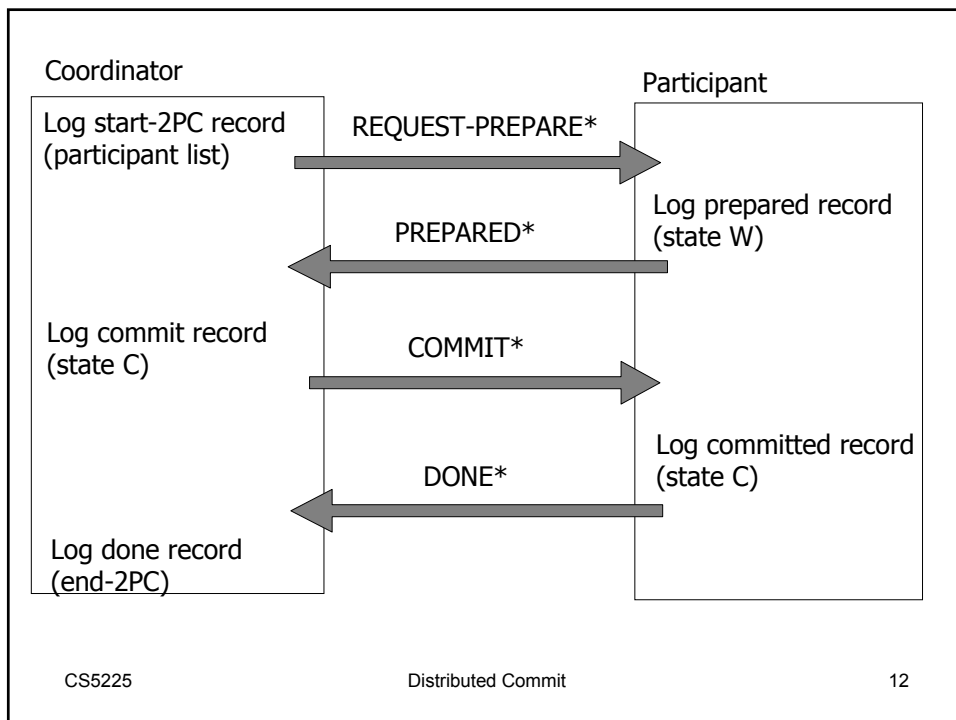 Coordinator
Participant
Log start-2PC record
(participant list)
REQUEST-PREPARE*
Log prepared record
(state W)
PREPARED*
Log commit record
(state C)
COMMIT*
Log committed record
(state C)
DONE*
Log done record
(end-2PC)
CS5225
Distributed Commit
12